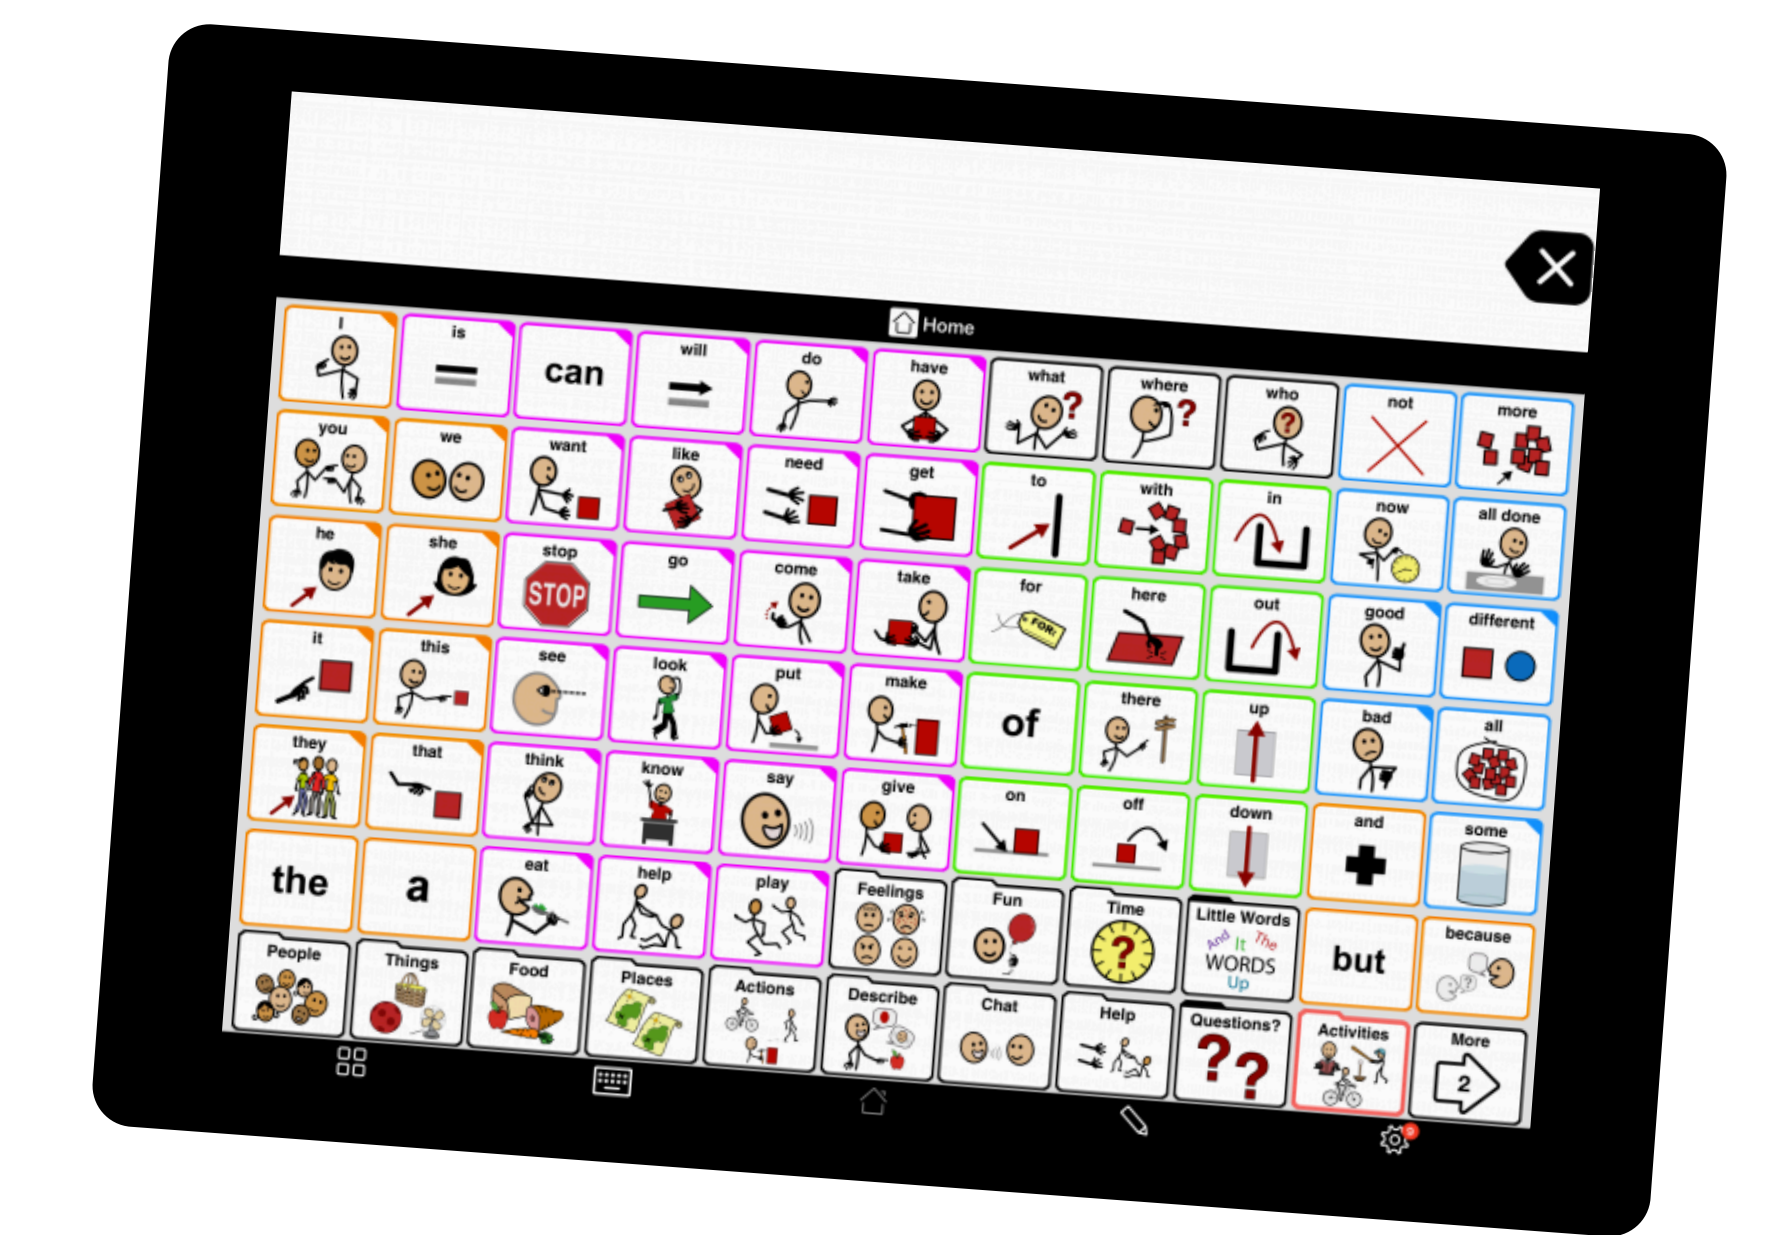 Home
I is can will do have what where who not more
you we want like need get to with in now all done
he she stop go come take for here out good different
STOP
FOR:
it this see look put make of there up bad all
they that think know say give on off down and some
the a eat help play Feelings Fun Time Little Words but because
And It The
WORDS
Up
People Things Food Places Actions Describe Chat Help Questions? Activities More
2